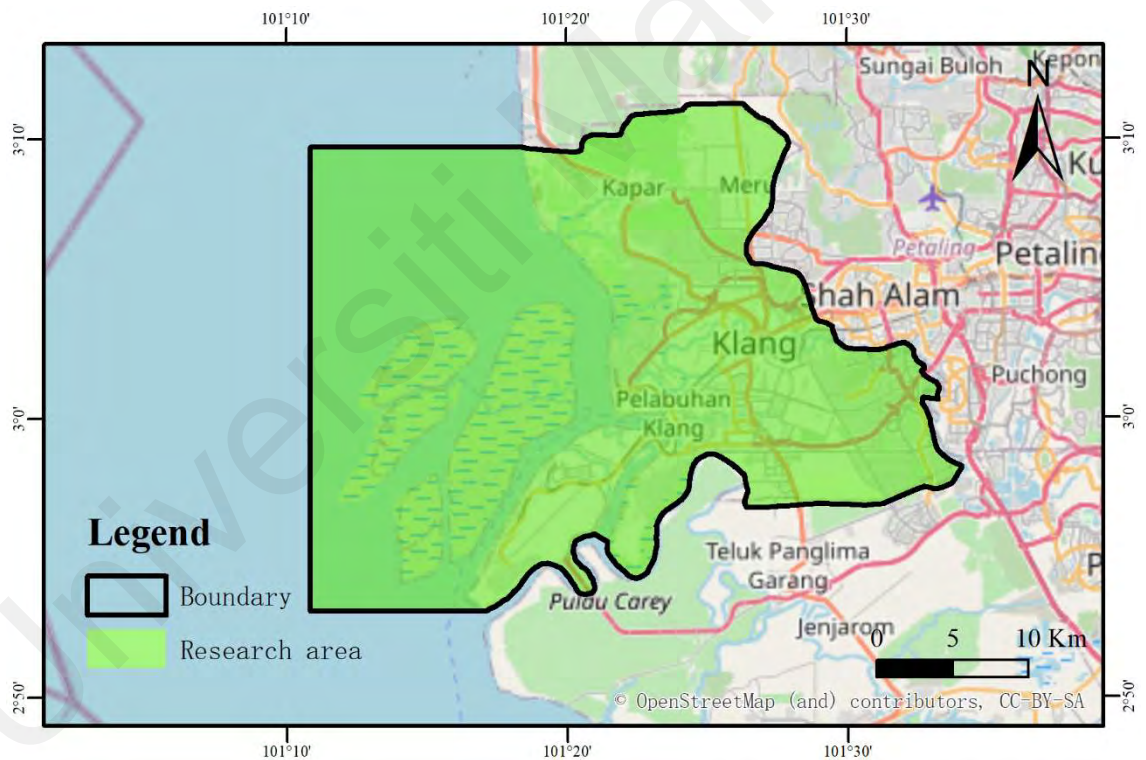 101°10'
101°20'
101°30'
Sungai Buloh
Kepon
N
3°10'
3°10'
Ku
Kapar
Meru
Petaling
Petalin
Shah Alam
Klang
Puchong
Pelabuhan
Klang
3°0'
3°0'
Legend
Boundary
Research area
Teluk Panglima
Garang
P
Pulau Carey
Jenjarom
0 5 10 Km
© OpenStreetMap (and) contributors, CC-BY-SA
2°50'
2°50'
101°10'
101°20'
101°30'
Universiti Ma